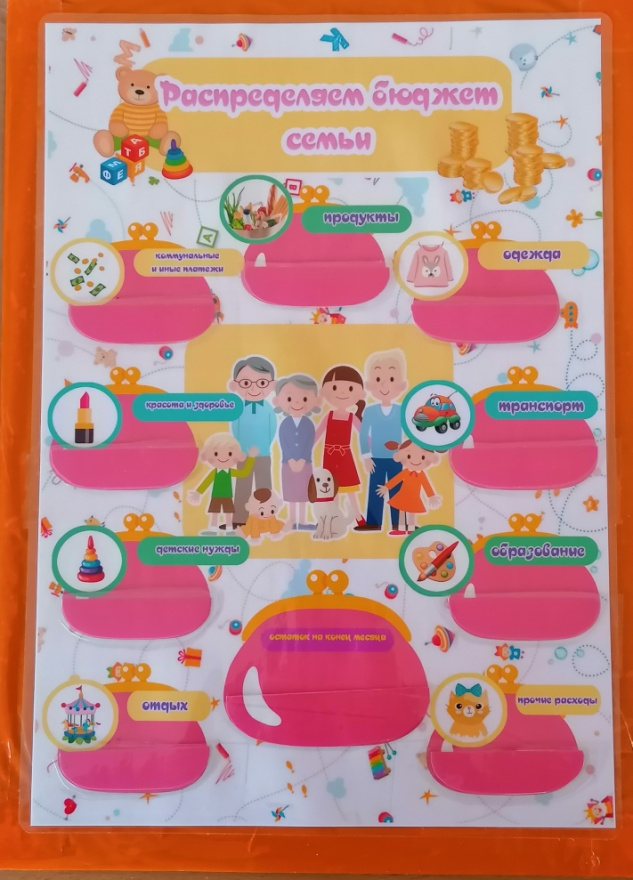 Распределяем бюджет
семьи
продукты
коммунальные
и иные платежи
одежда
красота и здоровье
транспорт
детские нужды
образование
остаток на конец месяца
отдых
прочие расходы